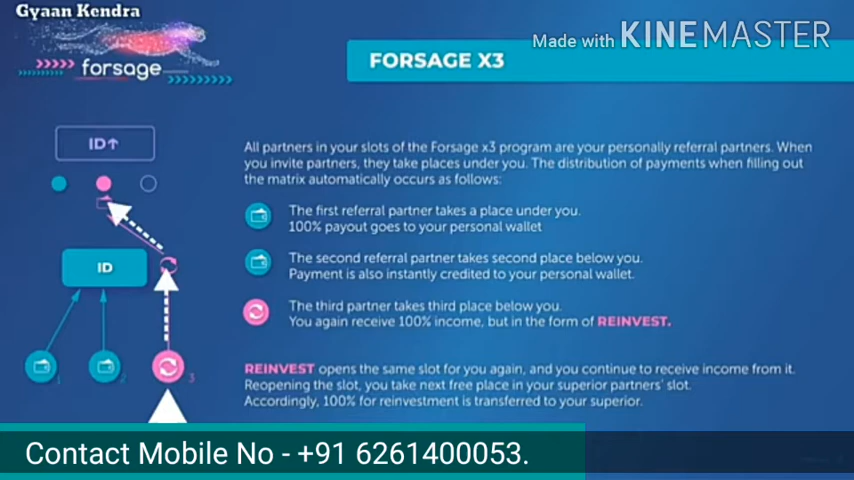 Gyaan Kendra
forsage
Made with KINEMASTER
FORSAGE X3
ID↑
All partners in your slots of the Forsage x3 program are your personally referral partners. When
you invite partners, they take places under you. The distribution of payments when filling out
the matrix automatically occurs as follows:
The first referral partner takes a place under you.
100% payout goes to your personal wallet
The second referral partner takes second place below you.
Payment is also instantly credited to your personal wallet.
ID
The third partner takes third place below you.
You again receive 100% income, but in the form of REINVEST.
1
2
3
REINVEST opens the same slot for you again, and you continue to receive income from it.
Reopening the slot, you take next free place in your superior partners' slot.
Accordingly, 100% for reinvestment is transferred to your superior.
Contact Mobile No - +91 6261400053.